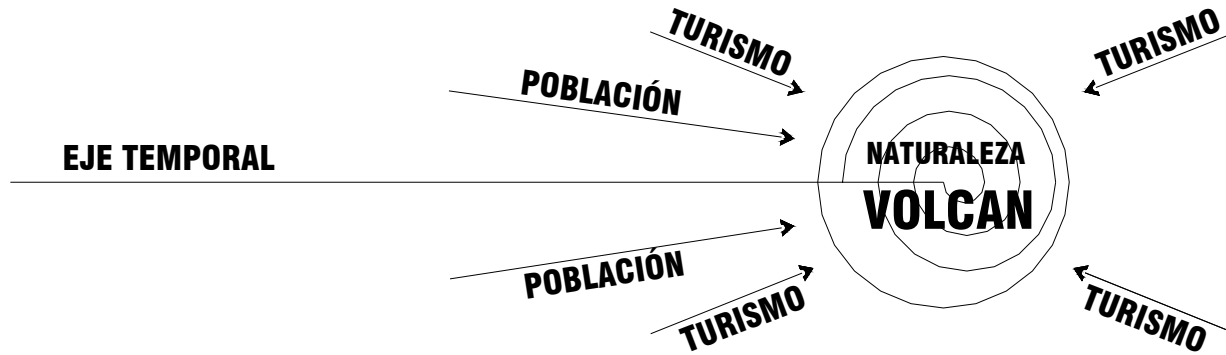 TURISMO
TURISMO
POBLACIÓN
EJE TEMPORAL
NATURALEZA
VOLCAN
POBLACIÓN
TURISMO
TURISMO